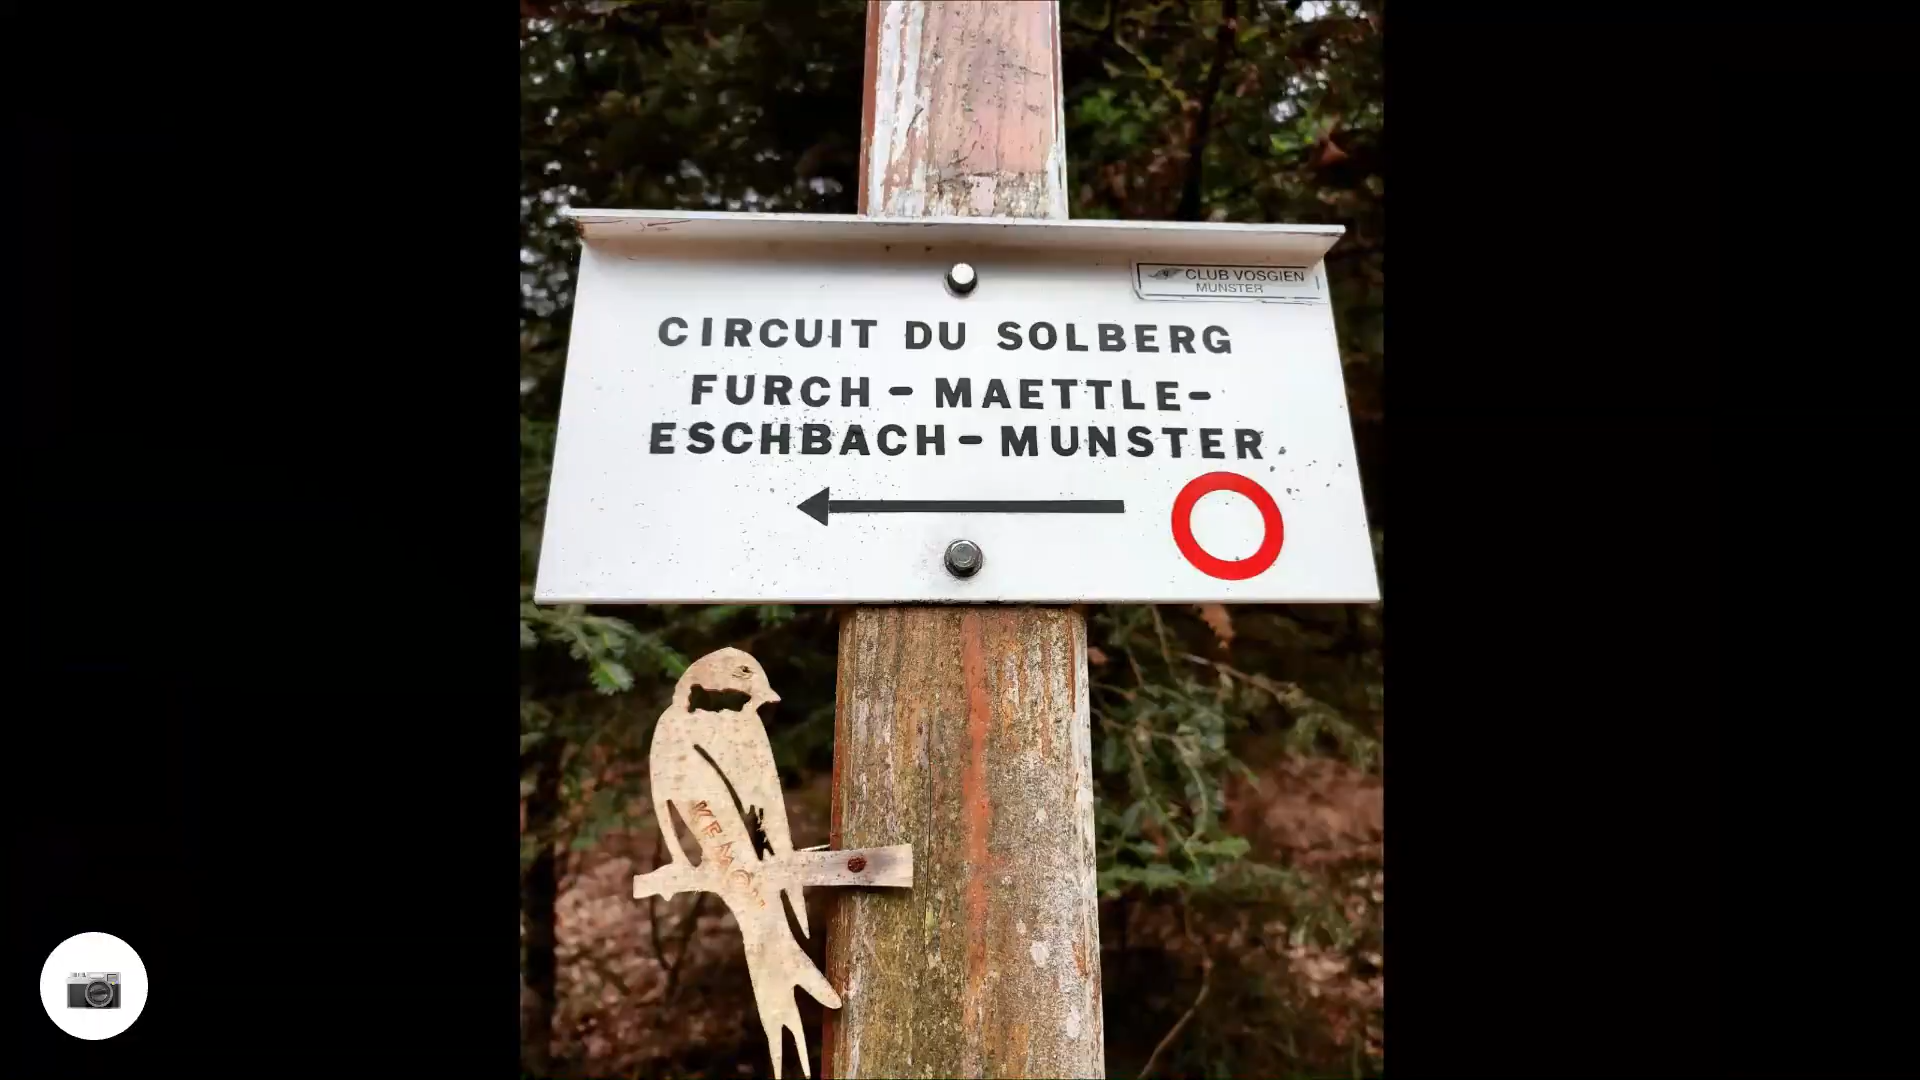 CLUB VOSGIEN
MUNSTER
CIRCUIT DU SOLBERG
FURCH - MAETTLE-
ESCHBACH - MUNSTER